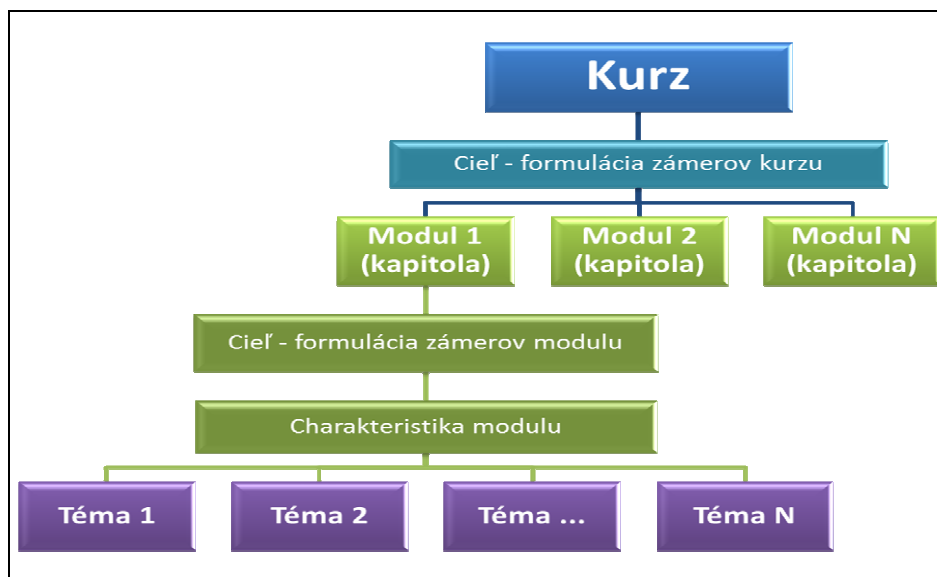 Kurz
Cieľ - formulácia zámerov kurzu
Modul 1
(kapitola)
Modul 2
(kapitola)
Modul N
(kapitola)
Cieľ - formulácia zámerov modulu
Charakteristika modulu
Téma 1
Téma 2
Téma ...
Téma N